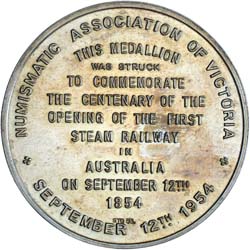 NUMISMATIC ASSOCIATION OF VICTORIA
THIS MEDALLION
WAS STRUCK
TO COMMEMORATE
THE CENTENARY OF THE
OPENING OF THE FIRST
STEAM RAILWAY
IN
AUSTRALIA
ON SEPTEMBER 12TH
1854
* SEPTEMBER 12TH 1954 *